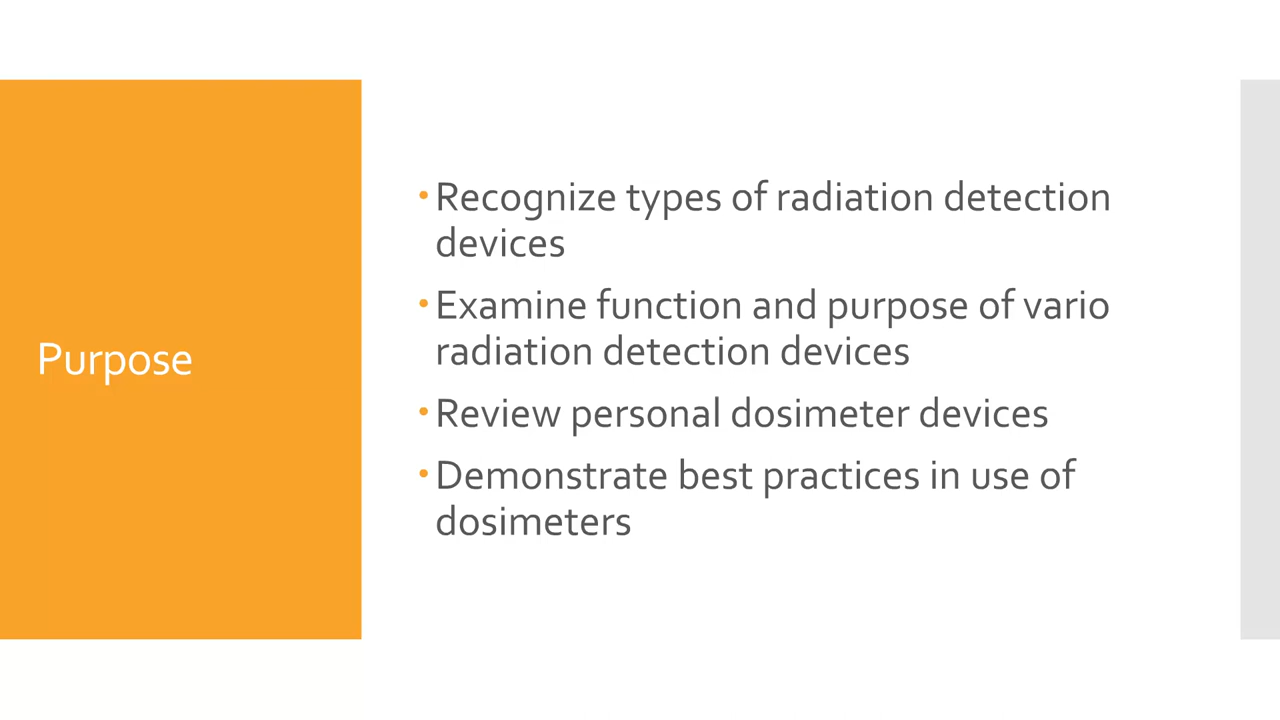 Purpose
• Recognize types of radiation detection
devices
• Examine function and purpose of vario
radiation detection devices
• Review personal dosimeter devices
• Demonstrate best practices in use of
dosimeters